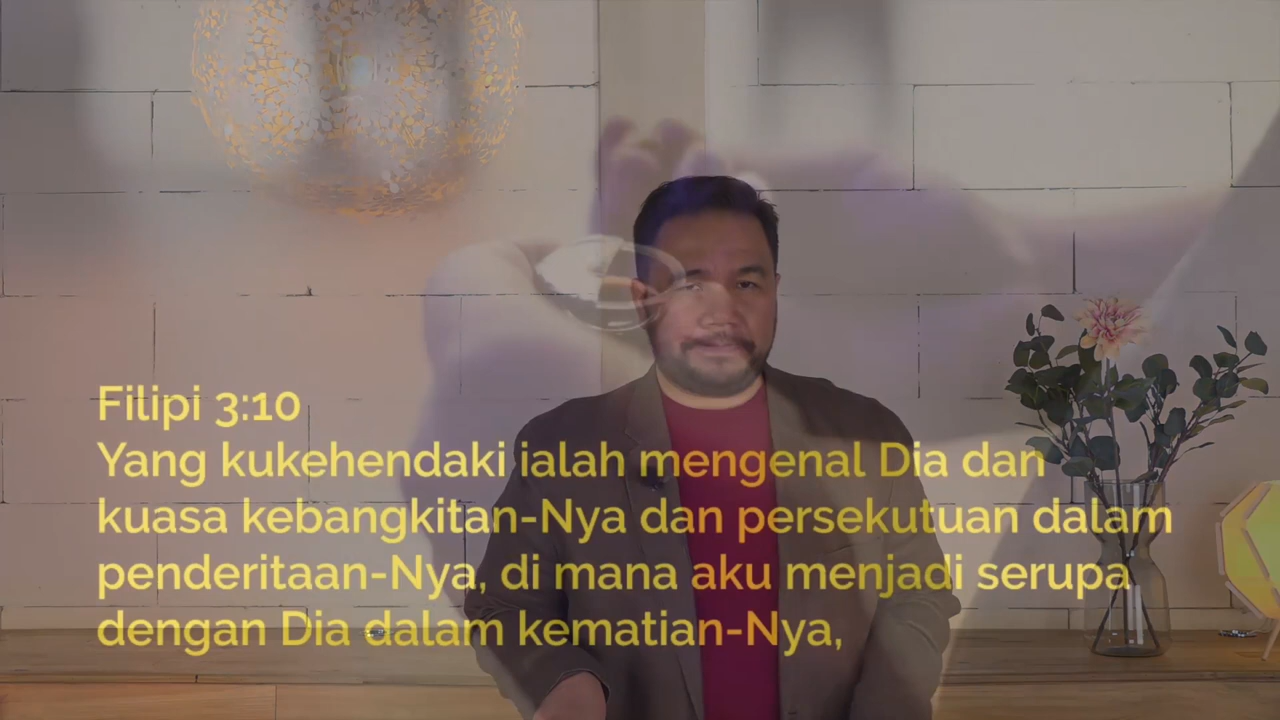 Filipi 3:10
Yang kukehendaki ialah mengenal Dia dan
kuasa kebangkitan-Nya dan persekutuan dalam
penderitaan-Nya, di mana aku menjadi serupa
dengan Dia dalam kematian-Nya,